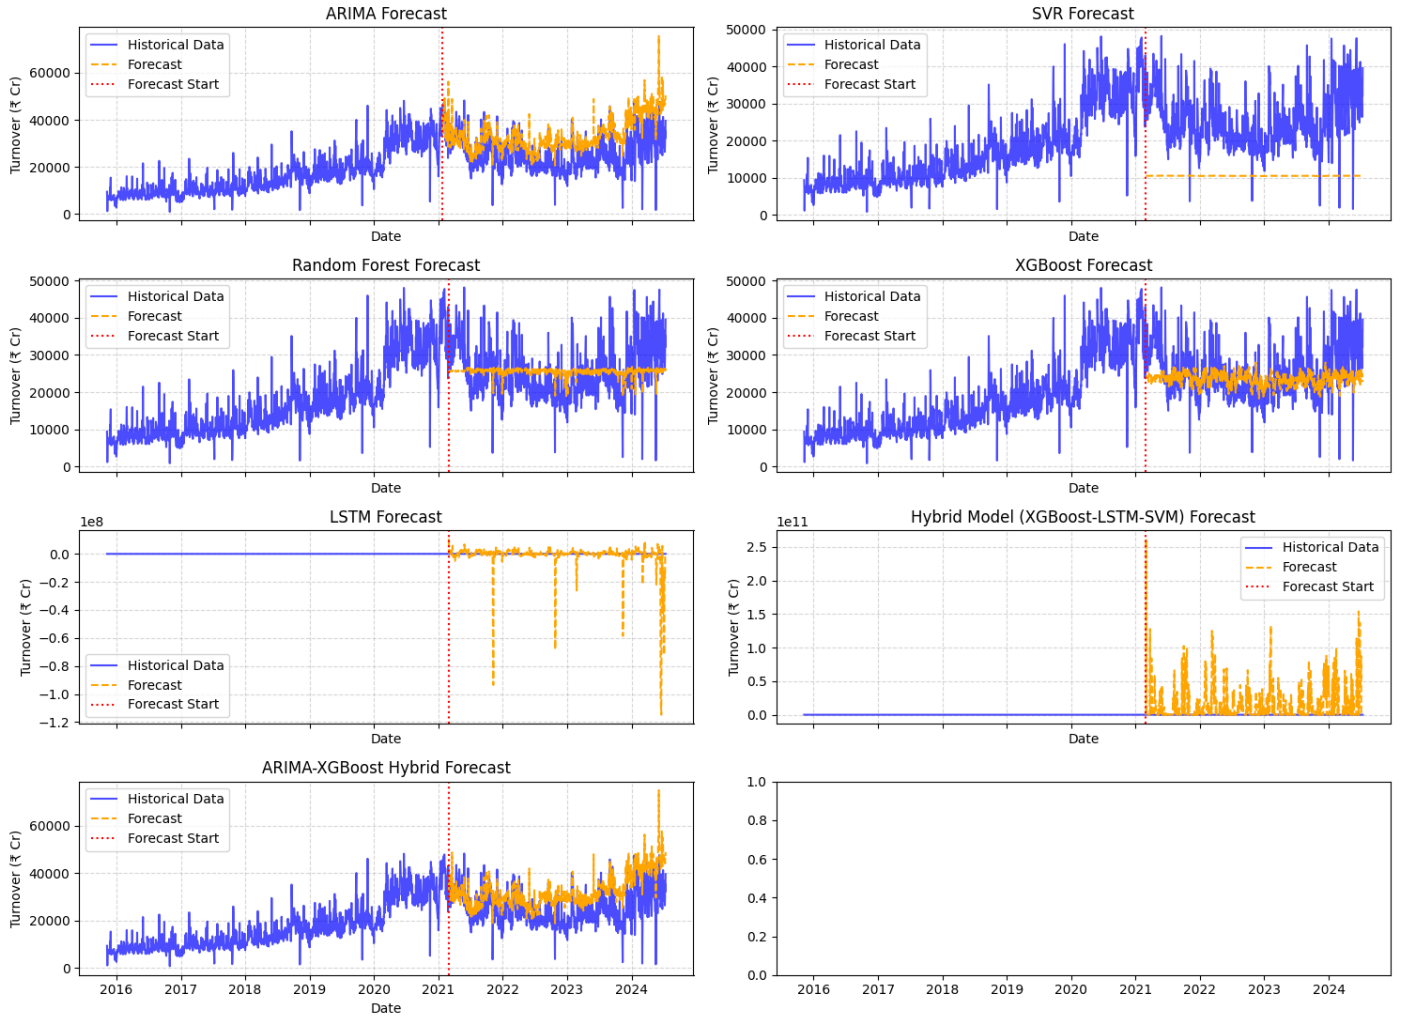 ARIMA Forecast
Turnover (₹ Cr)
60000
40000
20000
0
Historical Data
Forecast
Forecast Start
Date
SVR Forecast
Turnover (₹ Cr)
50000
40000
30000
20000
10000
0
Historical Data
Forecast
Forecast Start
Date
Random Forest Forecast
Turnover (₹ Cr)
50000
40000
30000
20000
10000
0
Historical Data
Forecast
Forecast Start
Date
XGBoost Forecast
Turnover (₹ Cr)
50000
40000
30000
20000
10000
0
Historical Data
Forecast
Forecast Start
Date
1e8
LSTM Forecast
Turnover (₹ Cr)
0.0
−0.2
−0.4
−0.6
−0.8
−1.0
−1.2
Historical Data
Forecast
Forecast Start
Date
1e11
Hybrid Model (XGBoost-LSTM-SVM) Forecast
Turnover (₹ Cr)
2.5
2.0
1.5
1.0
0.5
0.0
Historical Data
Forecast
Forecast Start
Date
ARIMA-XGBoost Hybrid Forecast
Turnover (₹ Cr)
60000
40000
20000
0
Historical Data
Forecast
Forecast Start
2016 2017 2018 2019 2020 2021 2022 2023 2024
Date
1.0
0.8
0.6
0.4
0.2
0.0
2016 2017 2018 2019 2020 2021 2022 2023 2024